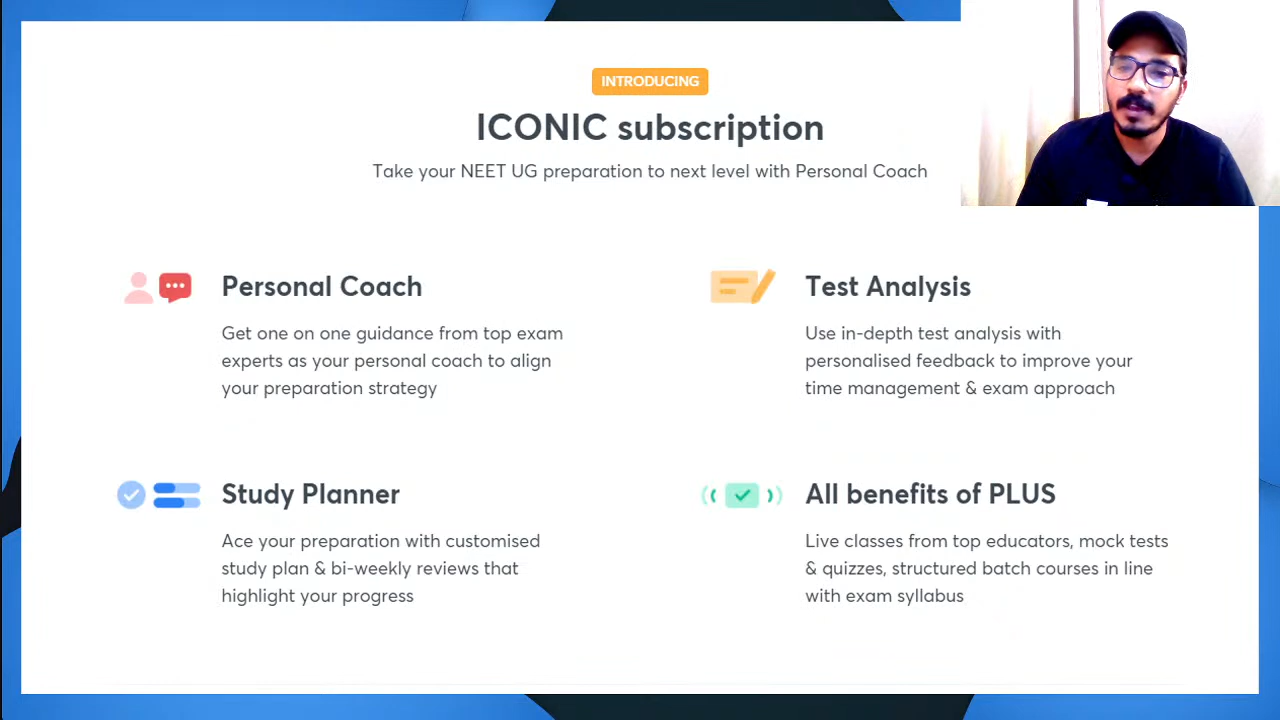 INTRODUCING
ICONIC subscription
Take your NEET UG preparation to next level with Personal Coach
Personal Coach
Get one on one guidance from top exam
experts as your personal coach to align
your preparation strategy
Test Analysis
Use in-depth test analysis with
personalised feedback to improve your
time management & exam approach
Study Planner
Ace your preparation with customised
study plan & bi-weekly reviews that
highlight your progress
All benefits of PLUS
Live classes from top educators, mock tests
& quizzes, structured batch courses in line
with exam syllabus